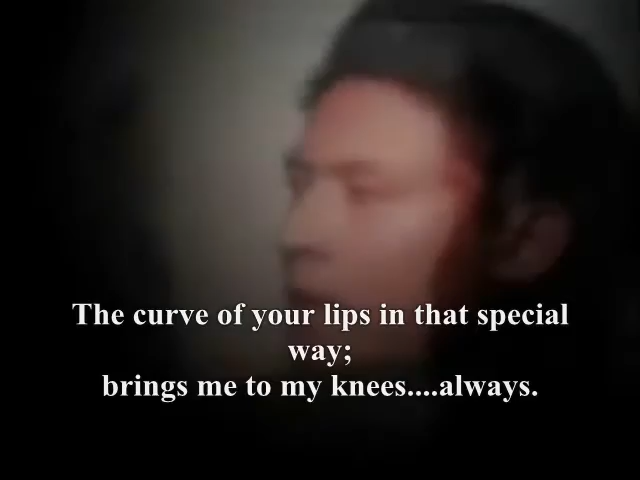 The curve of your lips in that special
way;
brings me to my knees....always.